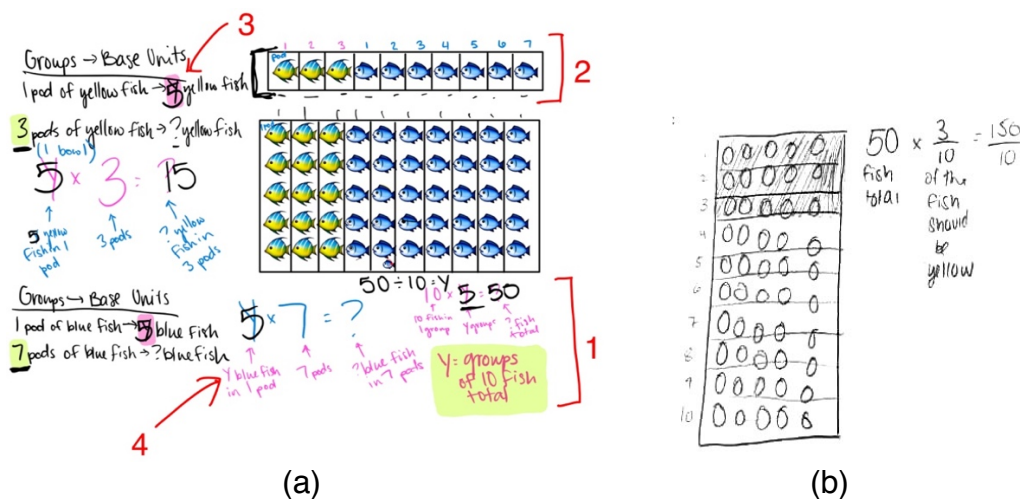 3
Groups → Base Units
1 pod of yellow fish → 5 yellow fish
1 2 3 1 2 3 4 5 6 7
pod
2
3 pods of yellow fish → ? yellow fish
(1 bowl)
5 × 3 = 15
5 yellow fish in 1 pod
3 pods
? yellow fish in 3 pods
50 ÷ 10 = Y
Groups → Base Units
1 pod of blue fish → 5 blue fish
7 pods of blue fish → ? blue fish
5 × 7 = ?
Y blue fish in 1 pod
7 pods
? blue fish in 7 pods
10 × 5 = 50
10 fish in 1 group
Y groups
? fish total
Y = groups
of 10 fish
total
1
4
(a)
1
2
3
4
5
6
7
8
9
10
50 × 3/10 = 150/10
fish
total
of the
fish
should
be
yellow
(b)